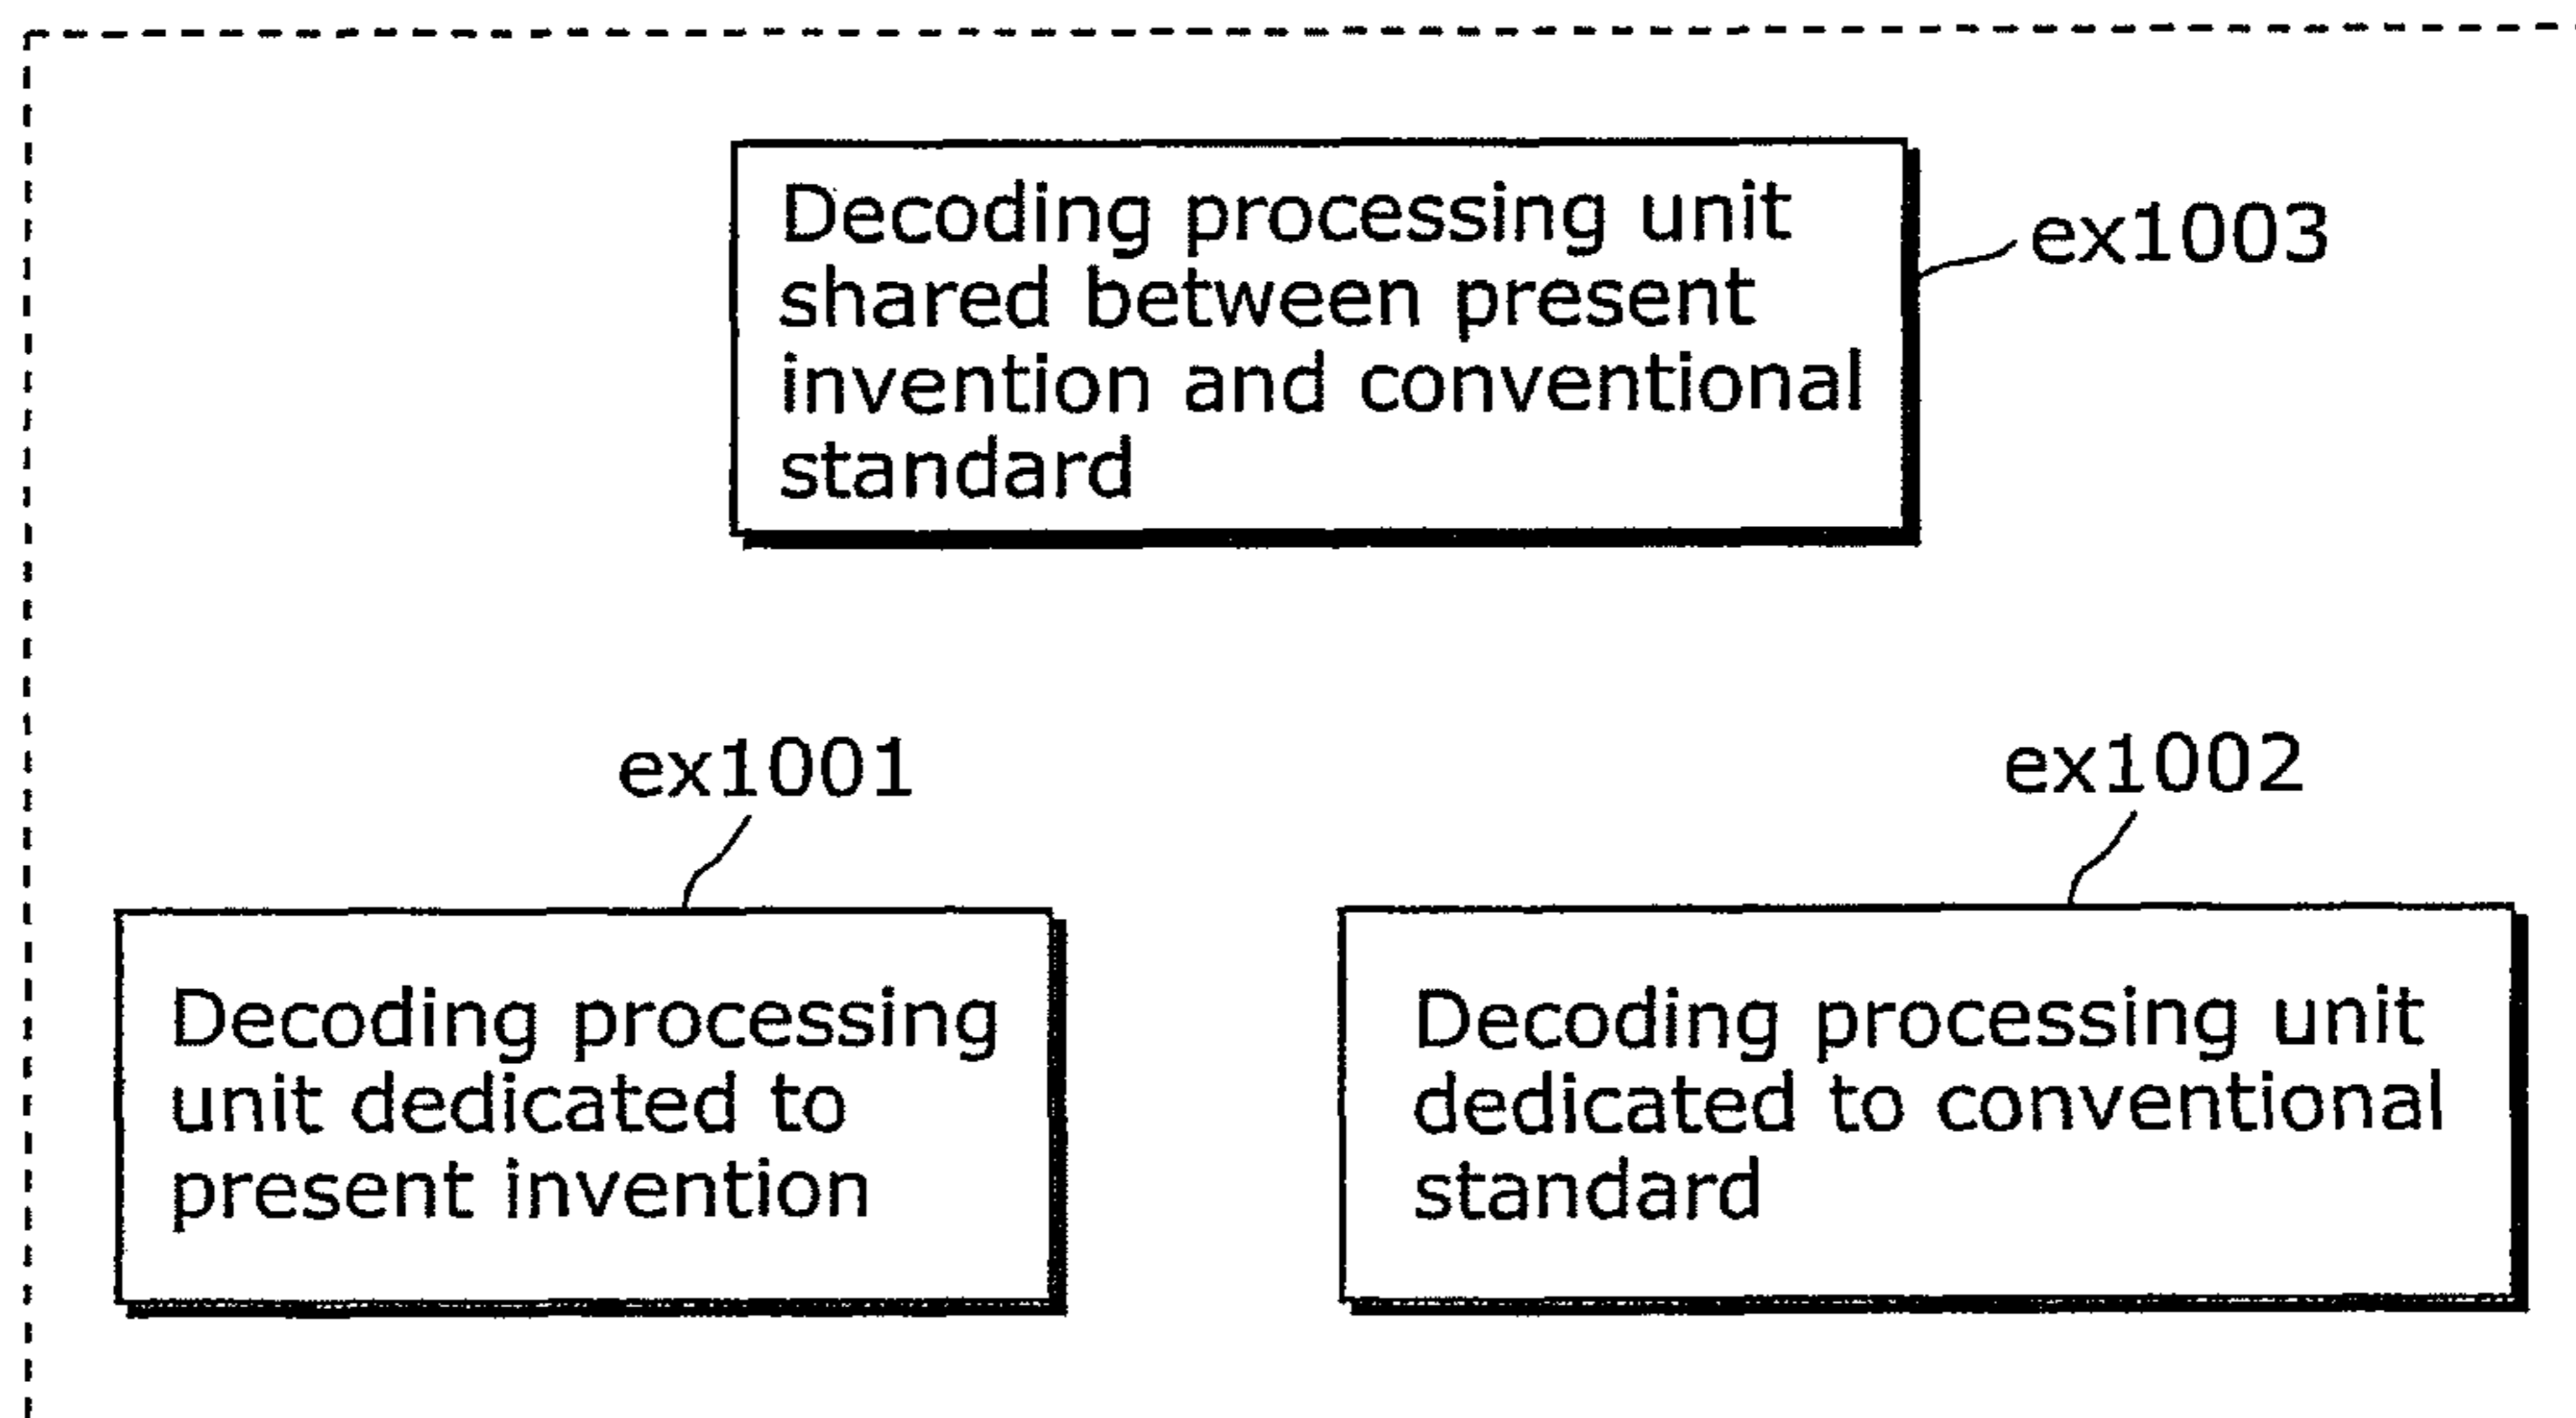 Decoding processing unit
shared between present
invention and conventional
standard
ex1003
ex1001
ex1002
Decoding processing
unit dedicated to
present invention
Decoding processing unit
dedicated to conventional
standard